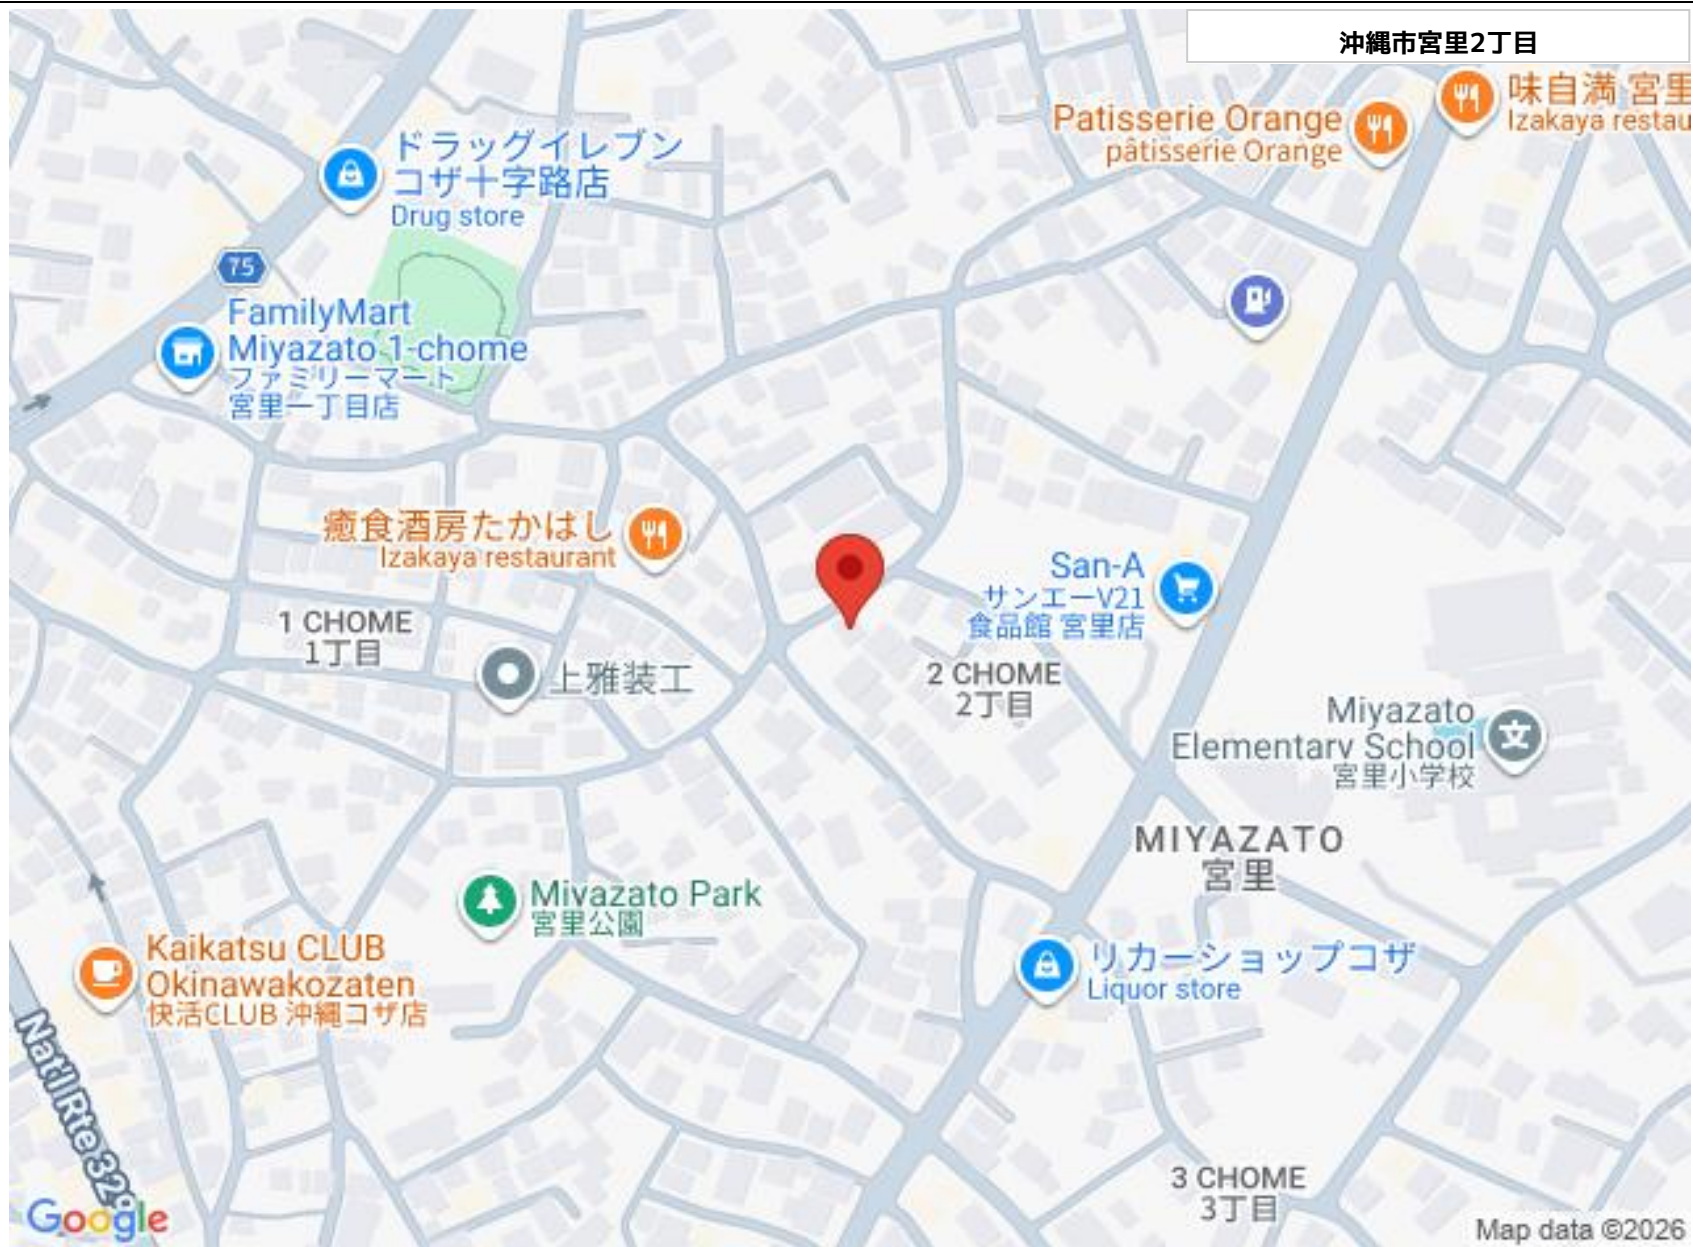 沖縄市宮里2丁目
味自満 宮里
Izakaya restau
Patisserie Orange
pâtisserie Orange
ドラッグイレブン
コザ十字路店
Drug store
75
FamilyMart
Miyazato 1-chome
ファミリーマート
宮里一丁目店
癒食酒房たかはし
Izakaya restaurant
San-A
サンエーV21
食品館 宮里店
1 CHOME
1丁目
上雅装工
2 CHOME
2丁目
Miyazato
Elementary School
宮里小学校
文
MIYAZATO
宮里
Miyazato Park
宮里公園
Kaikatsu CLUB
Okinawakozaten
快活CLUB 沖縄コザ店
リカーショップコザ
Liquor store
Nat'l Rte 329
3 CHOME
3丁目
Google
Map data ©2026